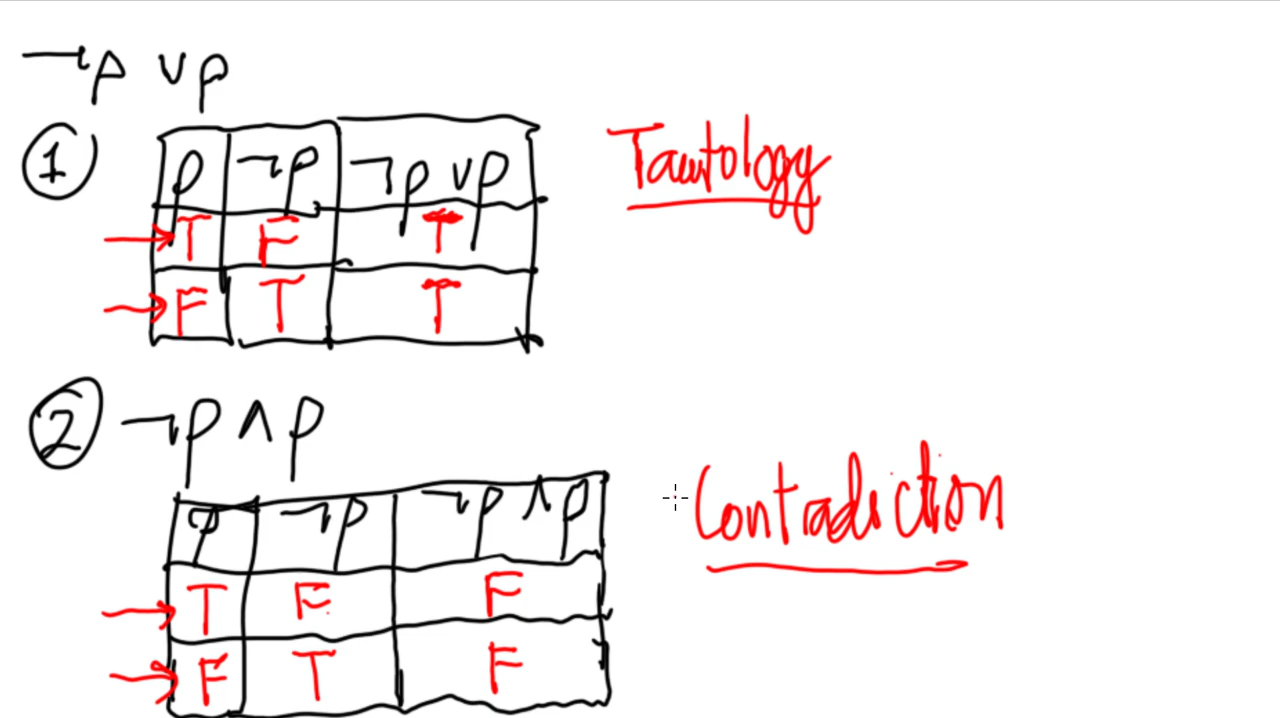 ¬p ∨ p
①
p ¬p ¬p ∨ p
T F T
F T T
Tautology
② ¬p ∧ p
p ¬p ¬p ∧ p
T F F
F T F
Contradiction